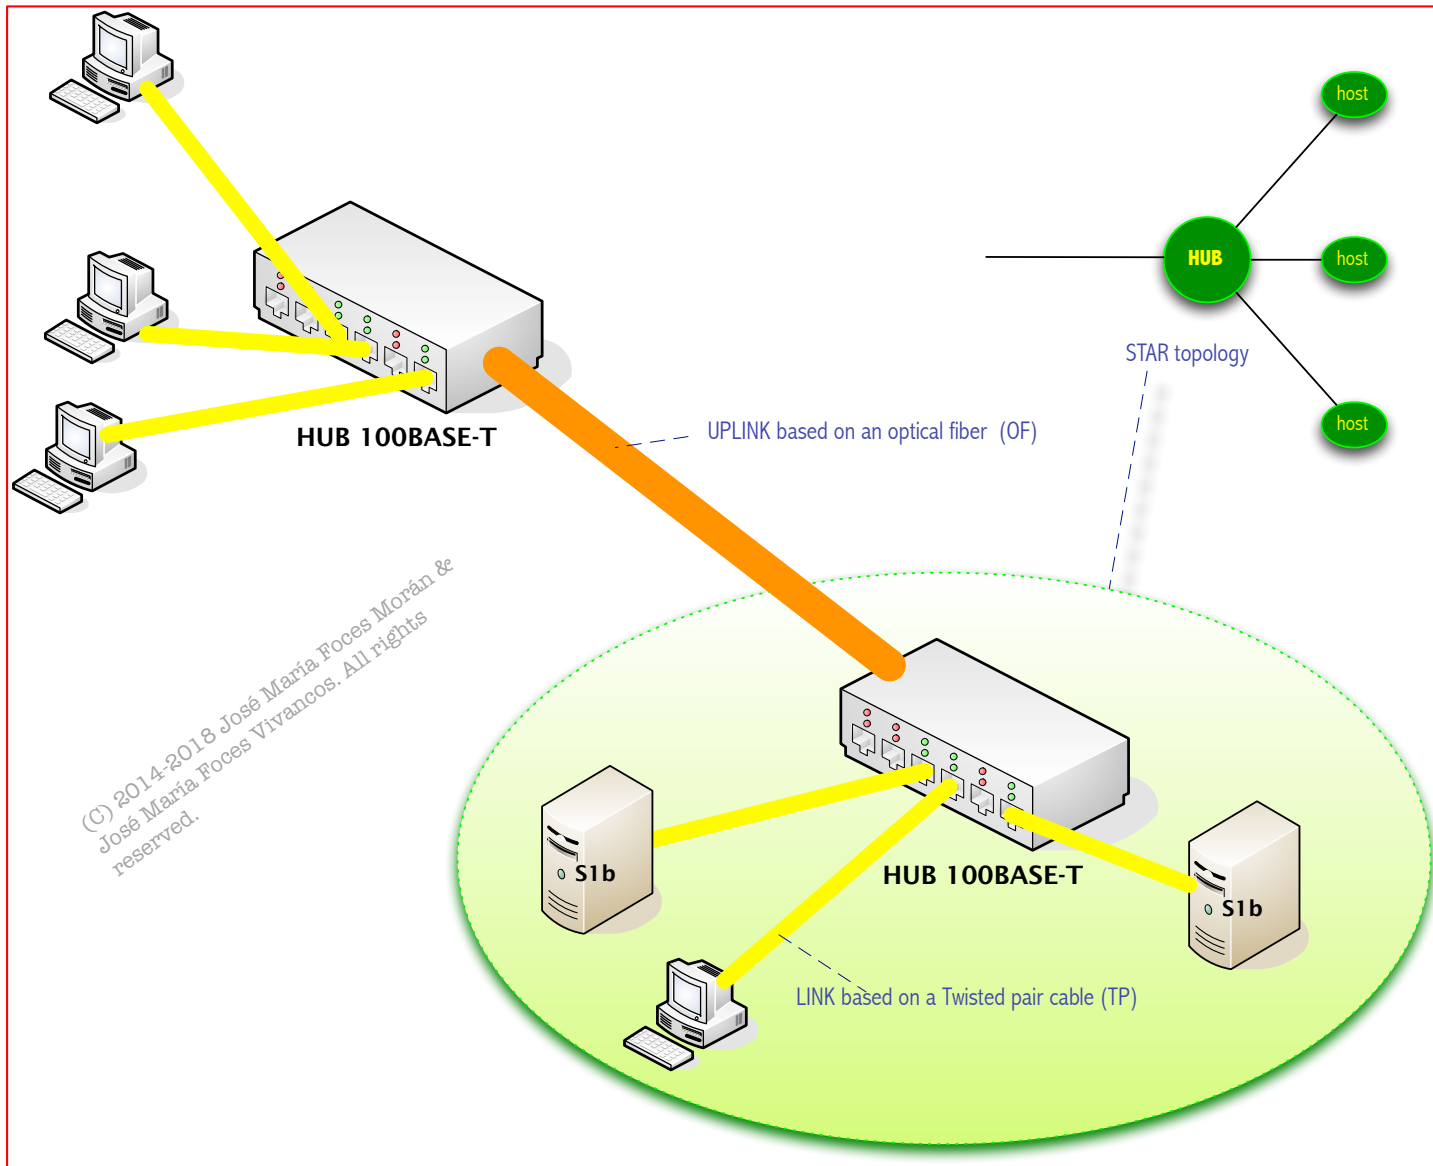 host
HUB
host
STAR topology
host
HUB 100BASE-T
UPLINK based on an optical fiber (OF)
(C) 2014-2018 José María Foces Morán &
José María Foces Vivancos. All rights
reserved.
S1b
HUB 100BASE-T
S1b
LINK based on a Twisted pair cable (TP)